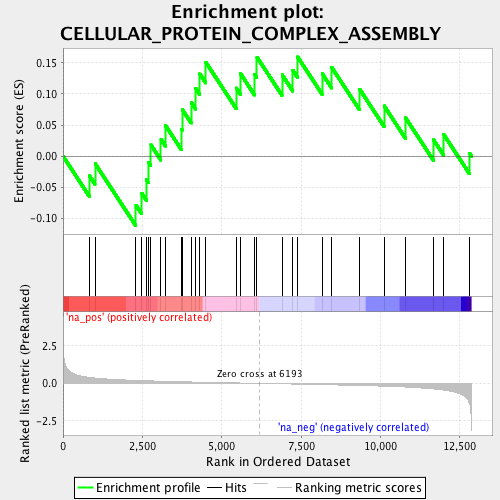 Enrichment plot:
CELLULAR_PROTEIN_COMPLEX_ASSEMBLY
Enrichment score (ES)
0.15
0.10
0.05
0.00
-0.05
-0.10
'na_pos' (positively correlated)
Ranked list metric (PreRanked)
2.5
0.0
-2.5
Zero cross at 6193
'na_neg' (negatively correlated)
0
2,500
5,000
7,500
10,000
12,500
Rank in Ordered Dataset
Enrichment profile
Hits
Ranking metric scores